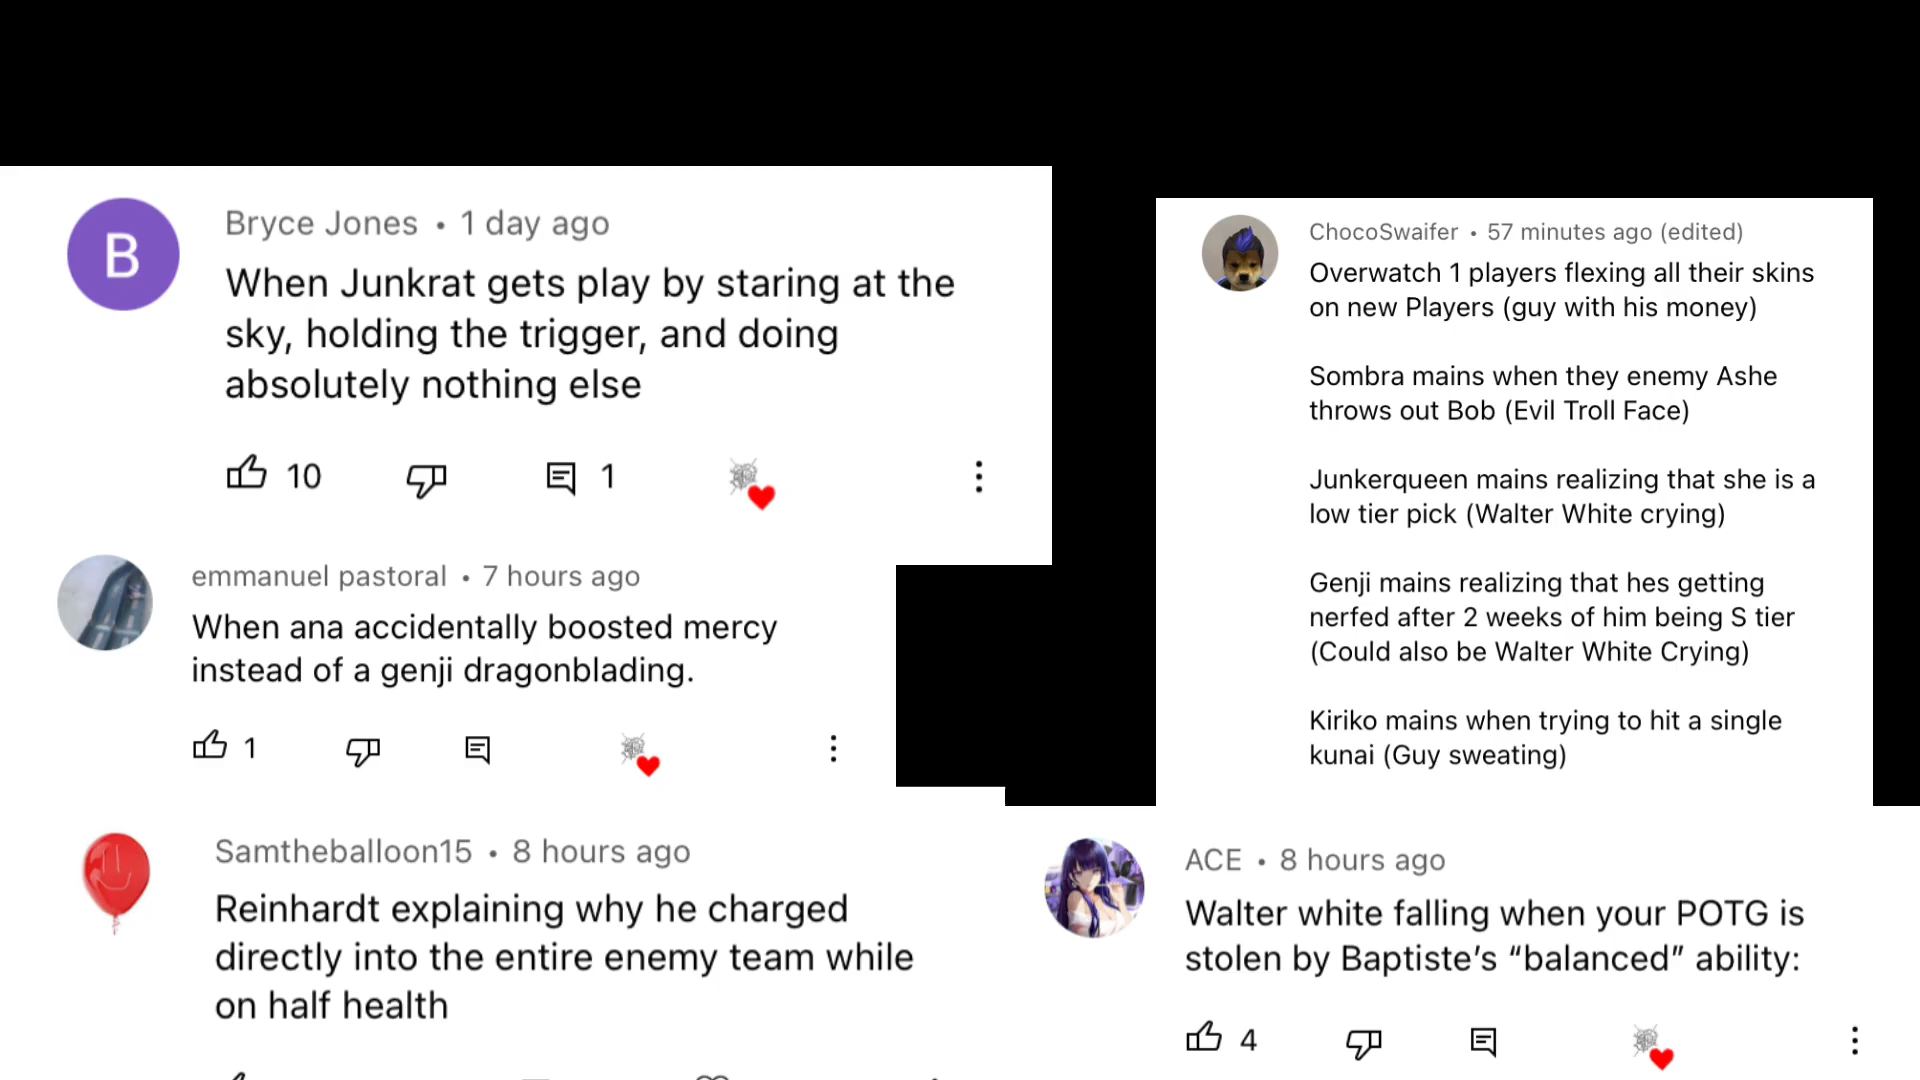 B
Bryce Jones • 1 day ago
When Junkrat gets play by staring at the
sky, holding the trigger, and doing
absolutely nothing else
10
1
emmanuel pastoral • 7 hours ago
When ana accidentally boosted mercy
instead of a genji dragonblading.
1
Samtheballoon15 • 8 hours ago
Reinhardt explaining why he charged
directly into the entire enemy team while
on half health
ChocoSwaifer • 57 minutes ago (edited)
Overwatch 1 players flexing all their skins
on new Players (guy with his money)
Sombra mains when they enemy Ashe
throws out Bob (Evil Troll Face)
Junkerqueen mains realizing that she is a
low tier pick (Walter White crying)
Genji mains realizing that hes getting
nerfed after 2 weeks of him being S tier
(Could also be Walter White Crying)
Kiriko mains when trying to hit a single
kunai (Guy sweating)
ACE • 8 hours ago
Walter white falling when your POTG is
stolen by Baptiste’s “balanced” ability:
4